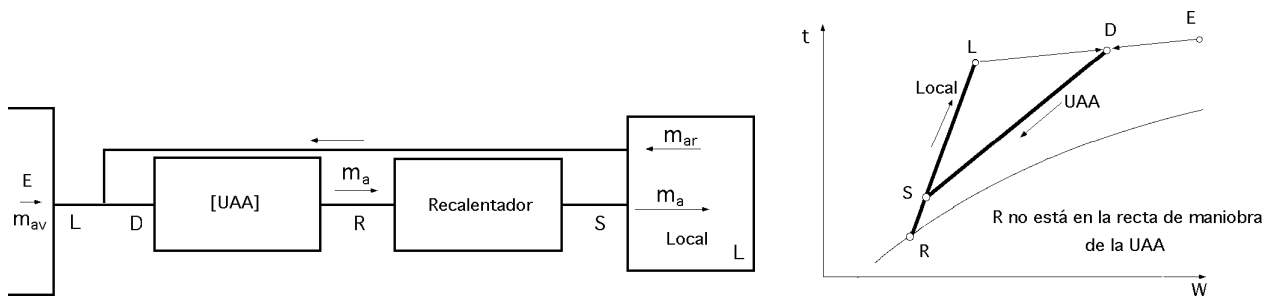 E
m_av
L
D
[UAA]
m_a
R
Recalentador
S
m_ar
m_a
Local
L
t
L
D
E
Local
UAA
S
R
R no está en la recta de maniobra
de la UAA
W